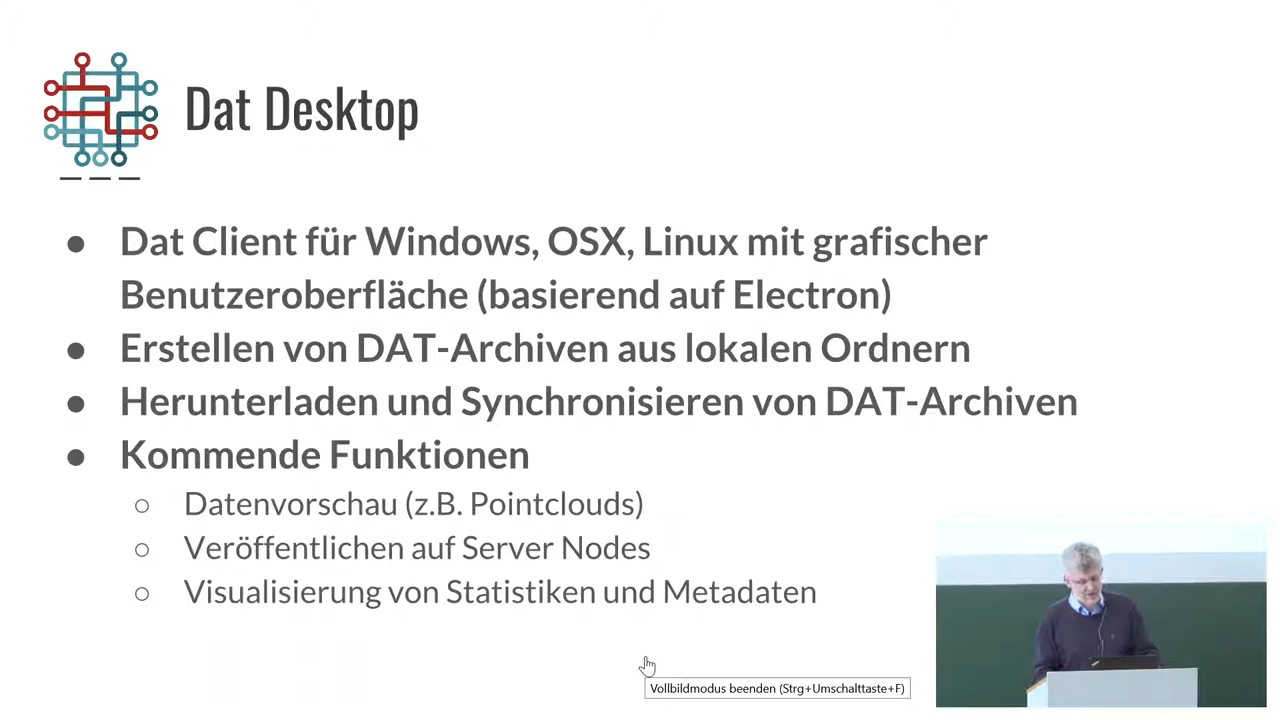 Dat Desktop
● Dat Client für Windows, OSX, Linux mit grafischer
Benutzeroberfläche (basierend auf Electron)
● Erstellen von DAT-Archiven aus lokalen Ordnern
● Herunterladen und Synchronisieren von DAT-Archiven
● Kommende Funktionen
○ Datenvorschau (z.B. Pointclouds)
○ Veröffentlichen auf Server Nodes
○ Visualisierung von Statistiken und Metadaten
Vollbildmodus beenden (Strg+Umschalttaste+F)